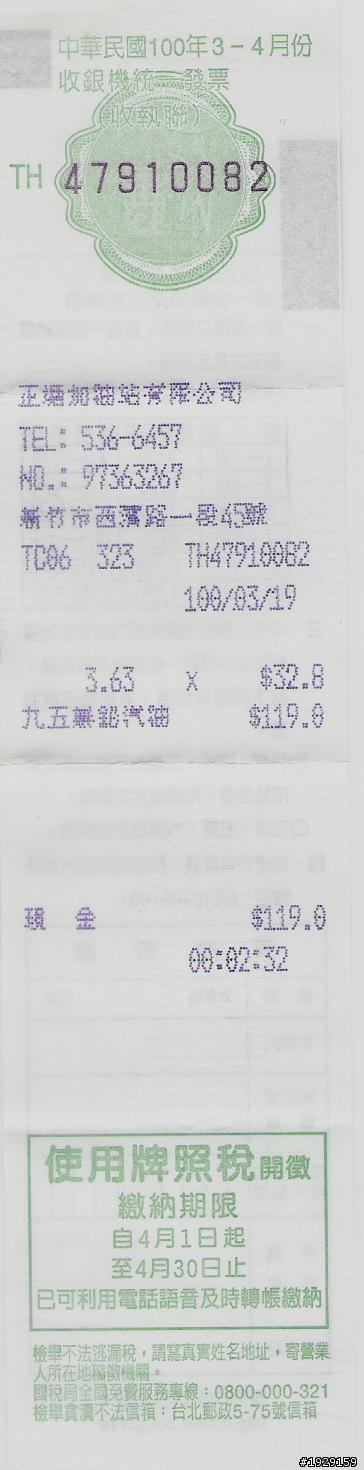 中華民國100年3-4月份
收銀機統一發票
(收執聯)
TH 47910082
正塘加油站有限公司
TEL: 536-6457
NO.: 97363267
新竹市西濱路一段45號
TC06 323 TH47910082
100/03/19
3.63 X $32.8
九五無鉛汽油 $119.0
現 金 $119.0
00:02:32
使用牌照稅開徵
繳納期限
自4月1日起
至4月30日止
已可利用電話語音及時轉帳繳納
檢舉不法逃漏稅,請寫真實姓名地址,寄營業
人所在地稽徵機關。
國稅局全國免費服務專線:0800-000-321
檢舉貪瀆不法信箱:台北郵政5-75號信箱
#1929159